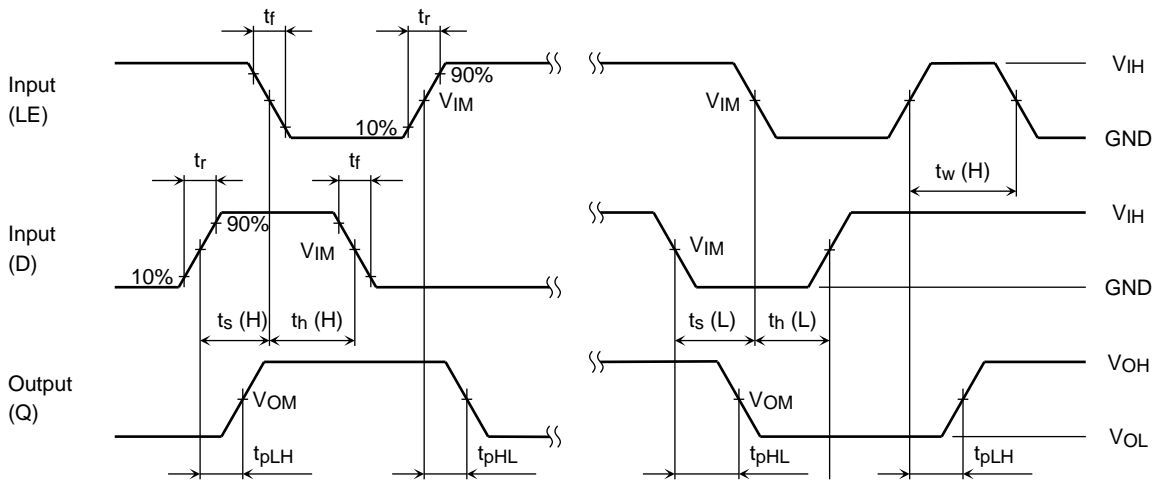 tf
tr
Input
(LE)
90%
VIM
10%
VIM
VIH
GND
tr
tf
tw (H)
Input
(D)
90%
VIM
10%
VIM
VIH
GND
ts (H)
th (H)
ts (L)
th (L)
Output
(Q)
VOM
VOM
VOH
VOL
tpLH
tpHL
tpHL
tpLH